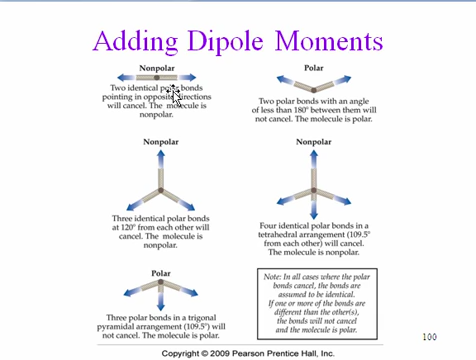 Adding Dipole Moments
Nonpolar
Two identical polar bonds
pointing in opposite directions
will cancel. The molecule is
nonpolar.
Polar
Two polar bonds with an angle
of less than 180° between them will
not cancel. The molecule is polar.
Nonpolar
Three identical polar bonds
at 120° from each other will
cancel. The molecule is
nonpolar.
Nonpolar
Four identical polar bonds in a
tetrahedral arrangement (109.5°
from each other) will cancel.
The molecule is nonpolar.
Polar
Three polar bonds in a trigonal
pyramidal arrangement (109.5°) will
not cancel. The molecule is polar.
Note: In all cases where the polar
bonds cancel, the bonds are
assumed to be identical.
If one or more of the bonds are
different than the other(s),
the bonds will not cancel
and the molecule is polar.
100
Copyright © 2009 Pearson Prentice Hall, Inc.